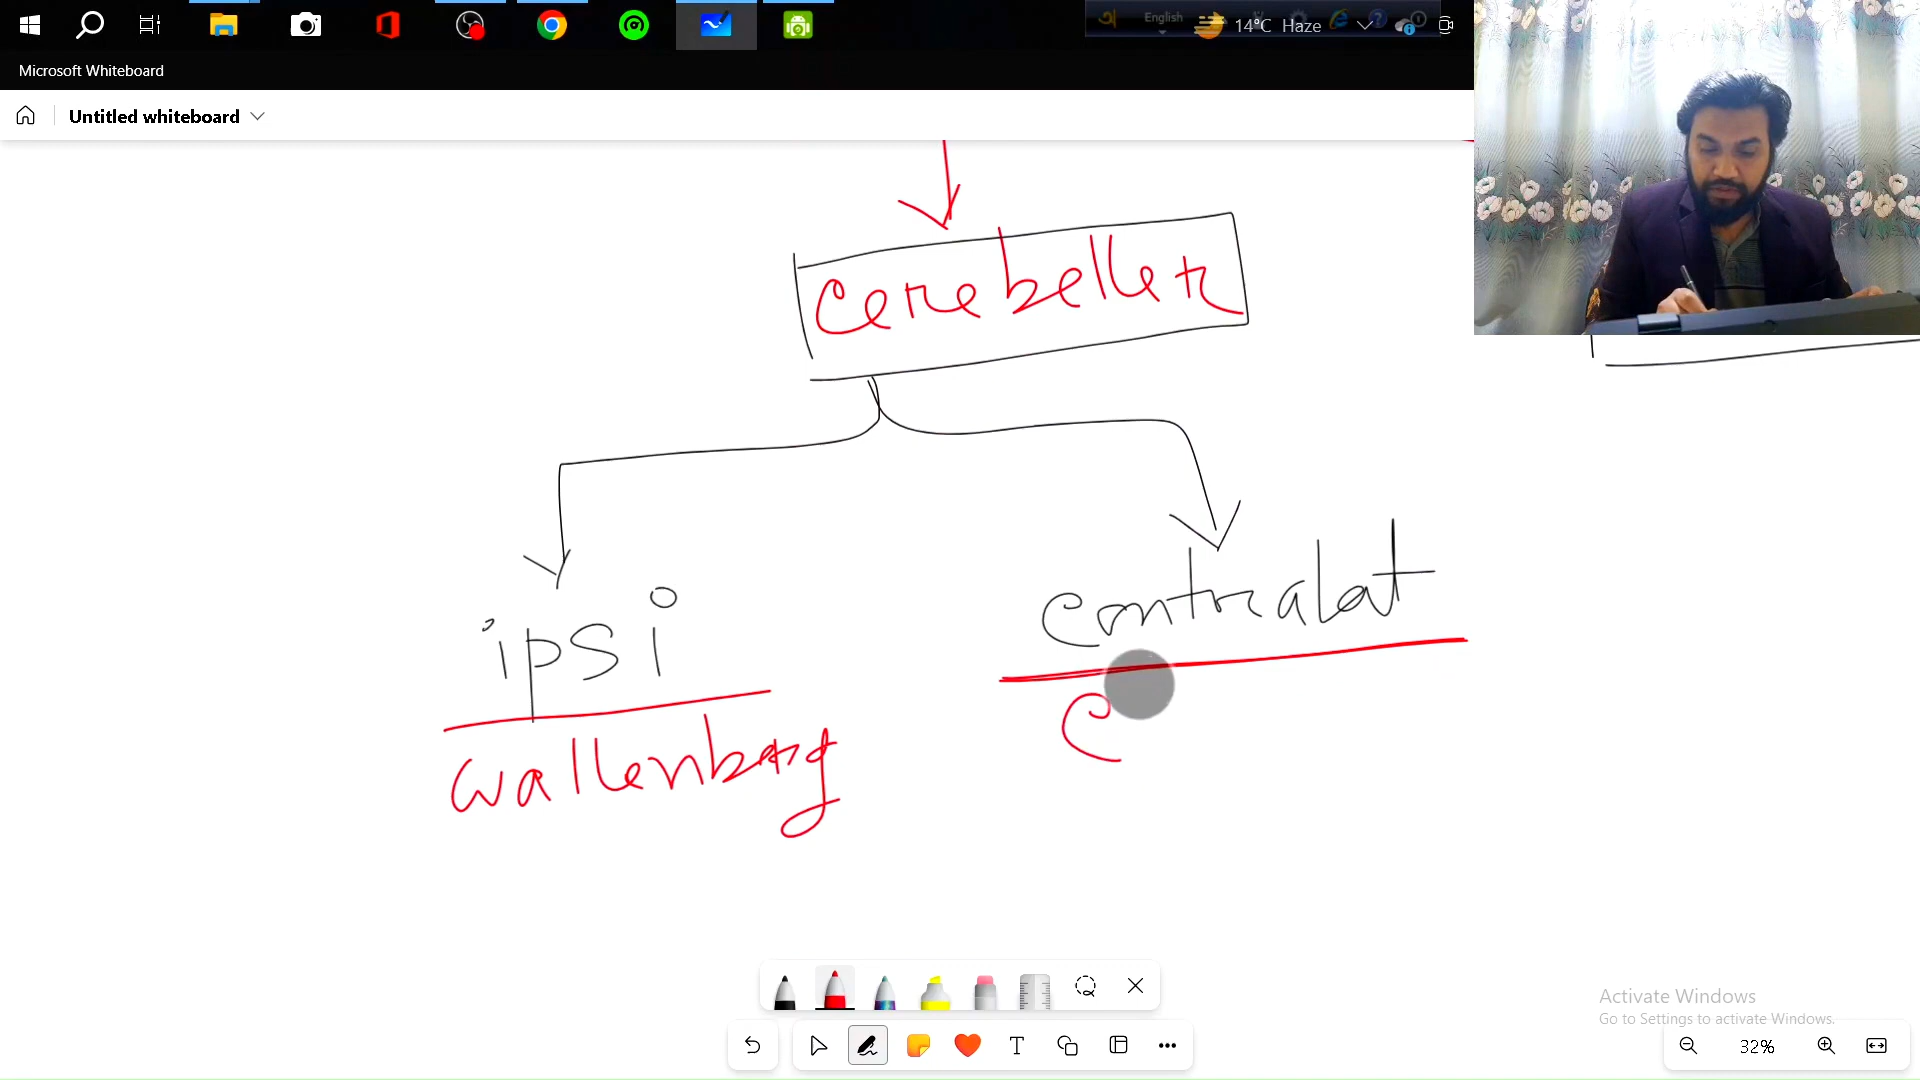 English
14°C Haze
Microsoft Whiteboard
Untitled whiteboard
cerebeller
ipsi
contralat
wallenberg
C
Activate Windows
Go to Settings to activate Windows.
32%